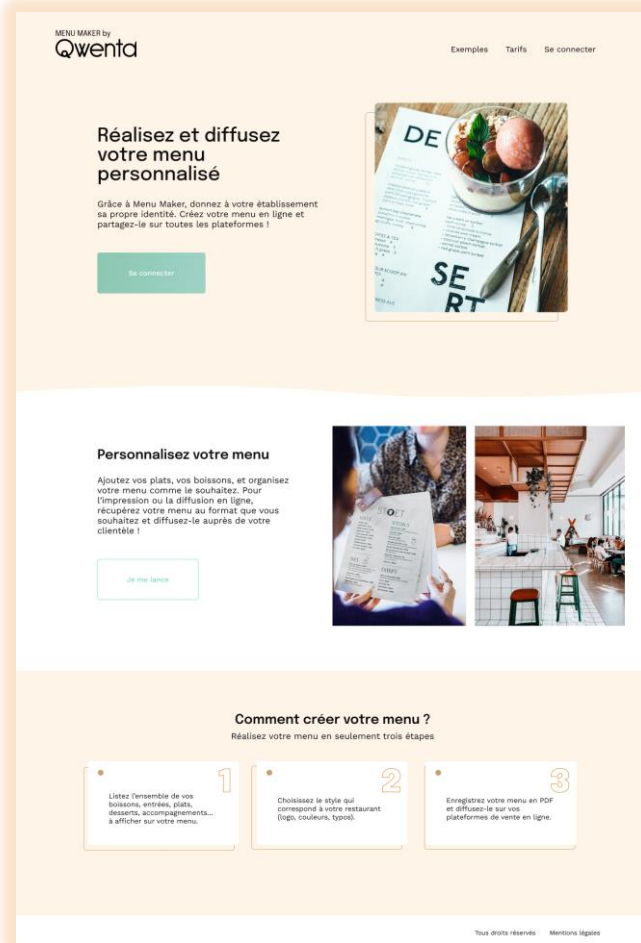 MENU MAKER by
Qwenta
Exemples Tarifs Se connecter
Réalisez et diffusez
votre menu
personnalisé
Grâce à Menu Maker, donnez à votre établissement
sa propre identité. Créez votre menu en ligne et
partagez-le sur toutes les plateformes !
Se connecter
DE
SE
RT
Personnalisez votre menu
Ajoutez vos plats, vos boissons, et organisez
votre menu comme le souhaitez. Pour
l'impression ou la diffusion en ligne,
récupérez votre menu au format que vous
souhaitez et diffusez-le auprès de votre
clientèle !
Je me lance
Comment créer votre menu ?
Réalisez votre menu en seulement trois étapes
1
Listez l'ensemble de vos
boissons, entrées, plats,
desserts, accompagnements...
à afficher sur votre menu.
2
Choisissez le style qui
correspond à votre restaurant
(logo, couleurs, typos).
3
Enregistrez votre menu en PDF
et diffusez-le sur vos
plateformes de vente en ligne.
Tous droits réservés Mentions légales